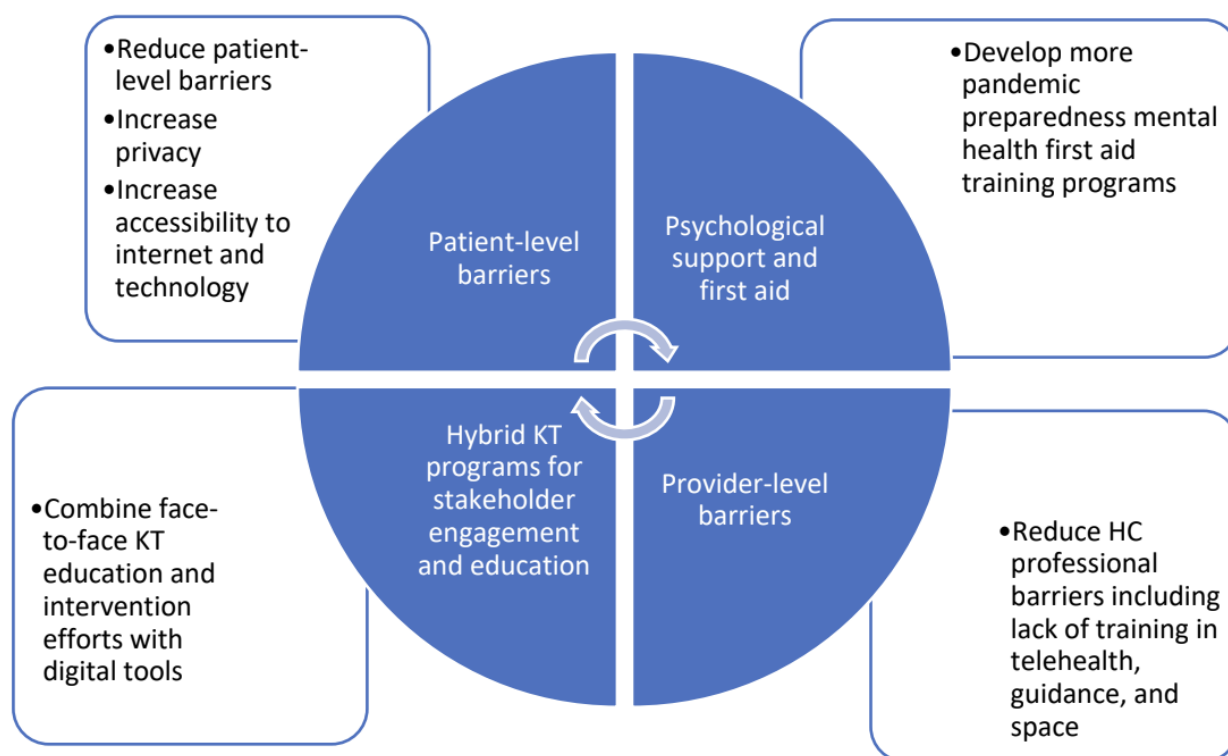 •Reduce patient-
level barriers
•Increase
privacy
•Increase
accessibility to
internet and
technology
Patient-level
barriers
Psychological
support and
first aid
•Develop more
pandemic
preparedness mental
health first aid
training programs
•Combine face-
to-face KT
education and
intervention
efforts with
digital tools
Hybrid KT
programs for
stakeholder
engagement
and education
Provider-level
barriers
•Reduce HC
professional
barriers including
lack of training in
telehealth,
guidance, and
space